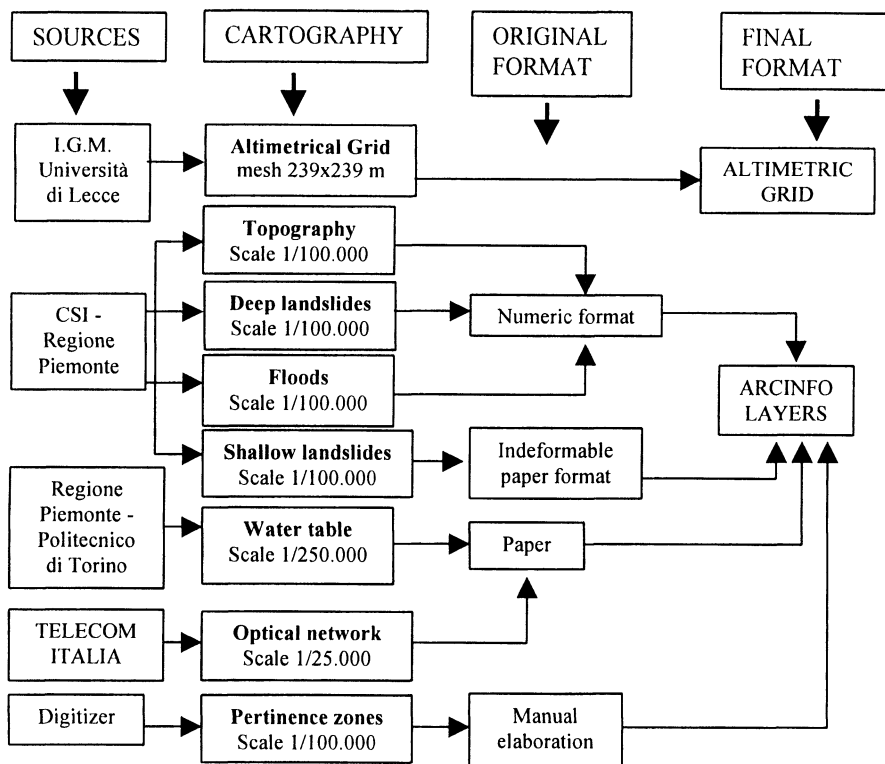 SOURCES
CARTOGRAPHY
ORIGINAL
FORMAT
FINAL
FORMAT
I.G.M.
Università
di Lecce
Altimetrical Grid
mesh 239x239 m
ALTIMETRIC
GRID
Topography
Scale 1/100.000
CSI -
Regione
Piemonte
Deep landslides
Scale 1/100.000
Numeric format
Floods
Scale 1/100.000
ARCINFO
LAYERS
Shallow landslides
Scale 1/100.000
Indeformable
paper format
Regione
Piemonte -
Politecnico
di Torino
Water table
Scale 1/250.000
Paper
TELECOM
ITALIA
Optical network
Scale 1/25.000
Digitizer
Pertinence zones
Scale 1/100.000
Manual
elaboration